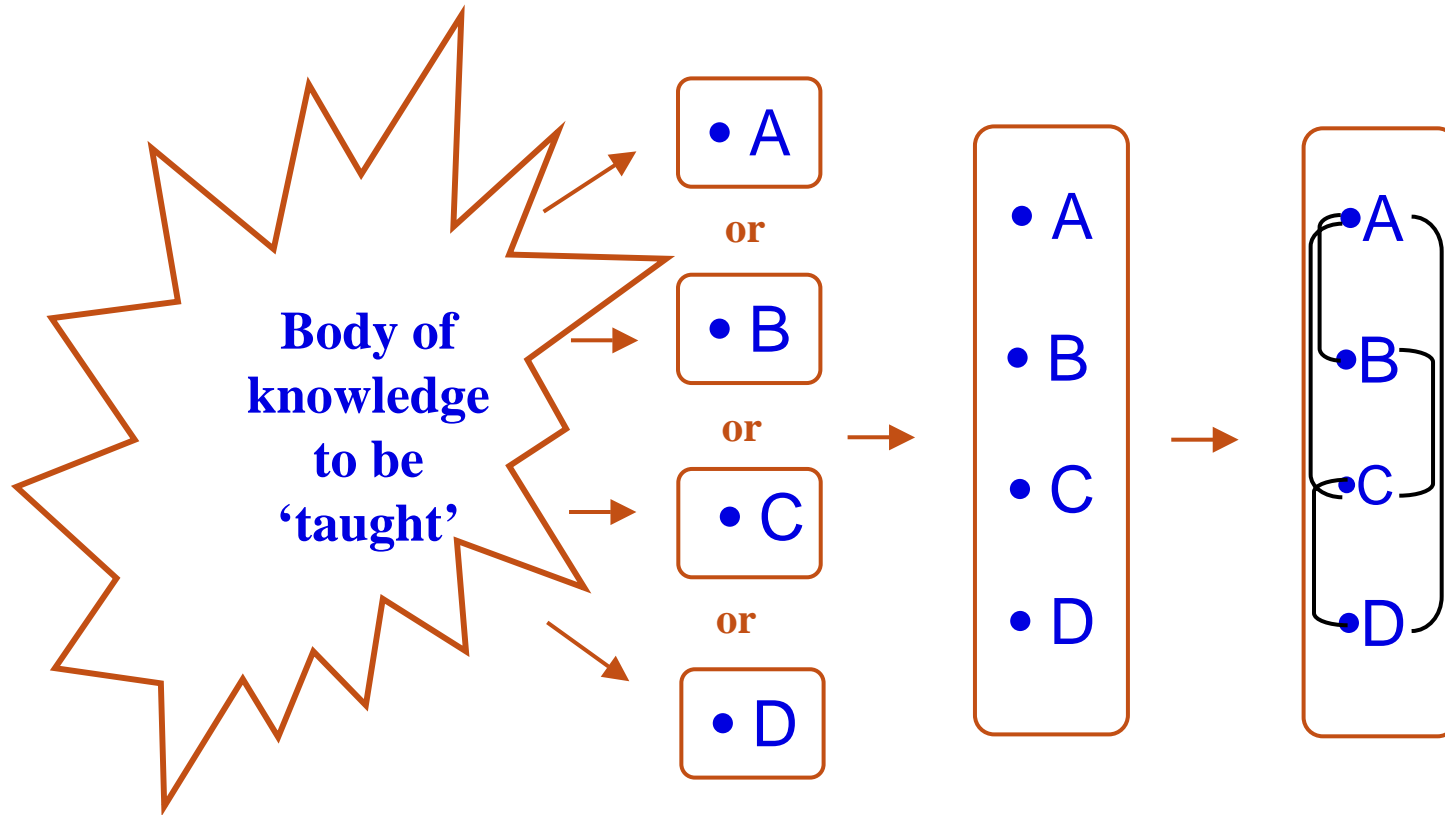 Body of
knowledge
to be
‘taught’
• A
or
• B
or
• C
or
• D
• A
• B
• C
• D
•A
•B
•C
•D